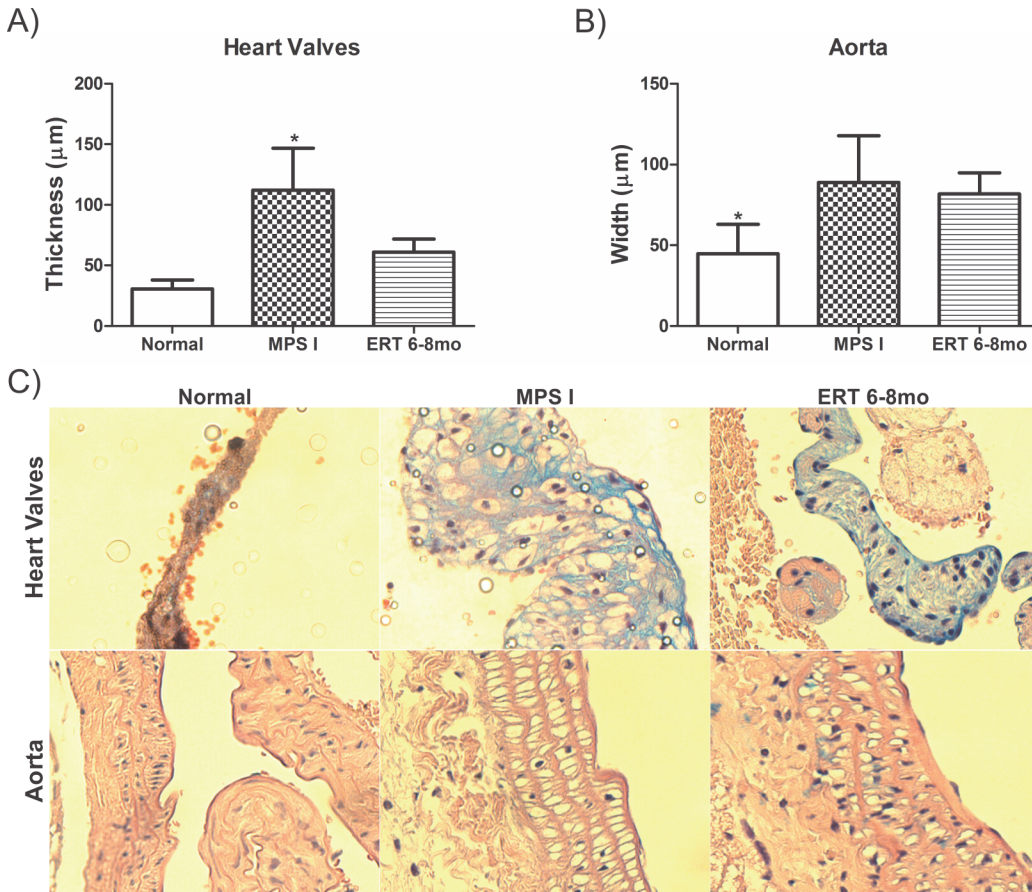 A)
Heart Valves
Thickness (μm)
200
150
100
50
0
*
Normal
MPS I
ERT 6-8mo
B)
Aorta
Width (μm)
150
100
50
0
*
Normal
MPS I
ERT 6-8mo
C)
Normal
MPS I
ERT 6-8mo
Heart Valves
Aorta